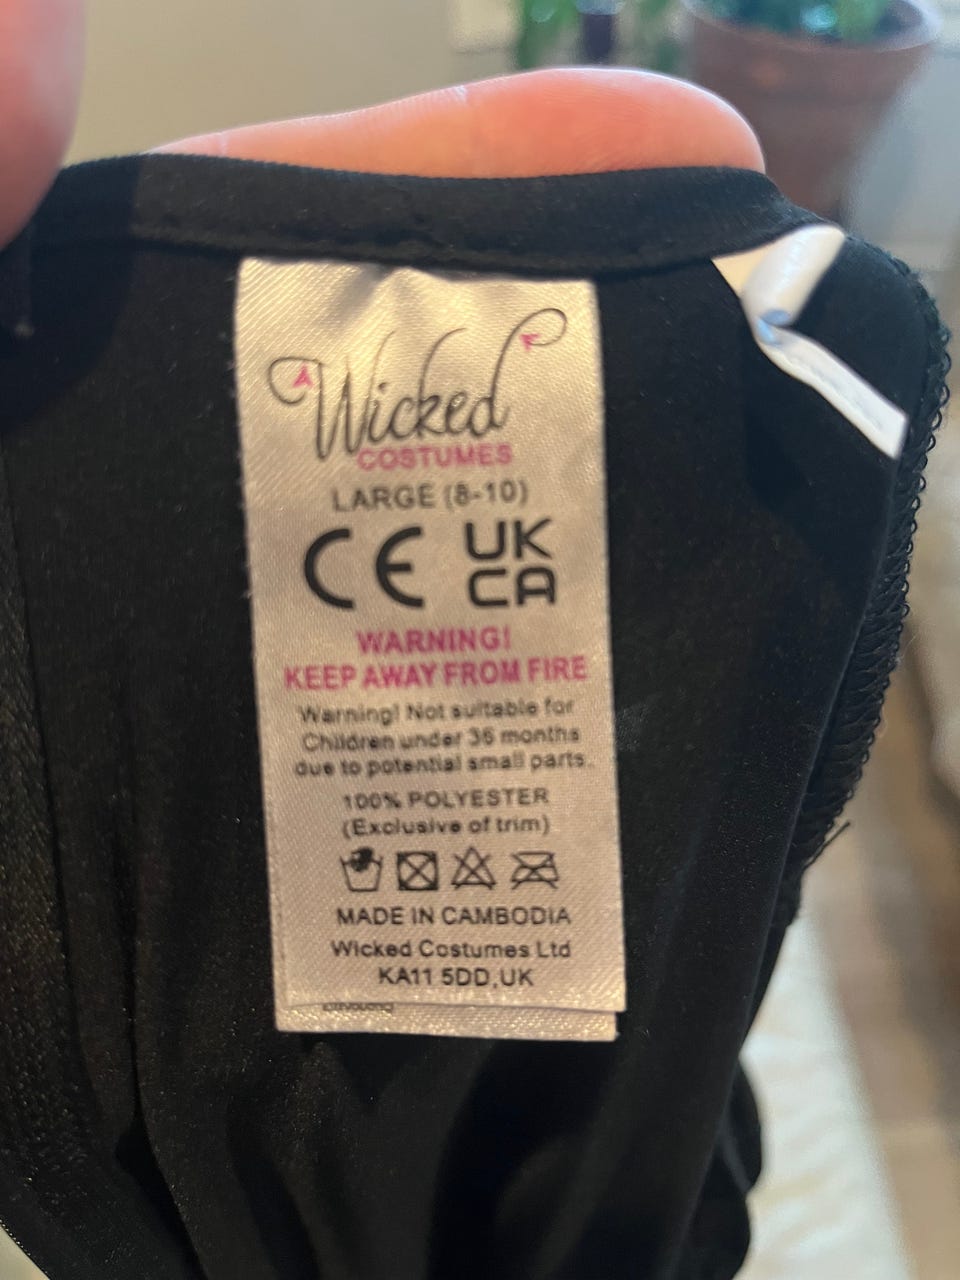 Wicked
COSTUMES
LARGE (8-10)
CE UK
CA
WARNING!
KEEP AWAY FROM FIRE
Warning! Not suitable for
Children under 36 months
due to potential small parts.
100% POLYESTER
(Exclusive of trim)
MADE IN CAMBODIA
Wicked Costumes Ltd
KA11 5DD,UK